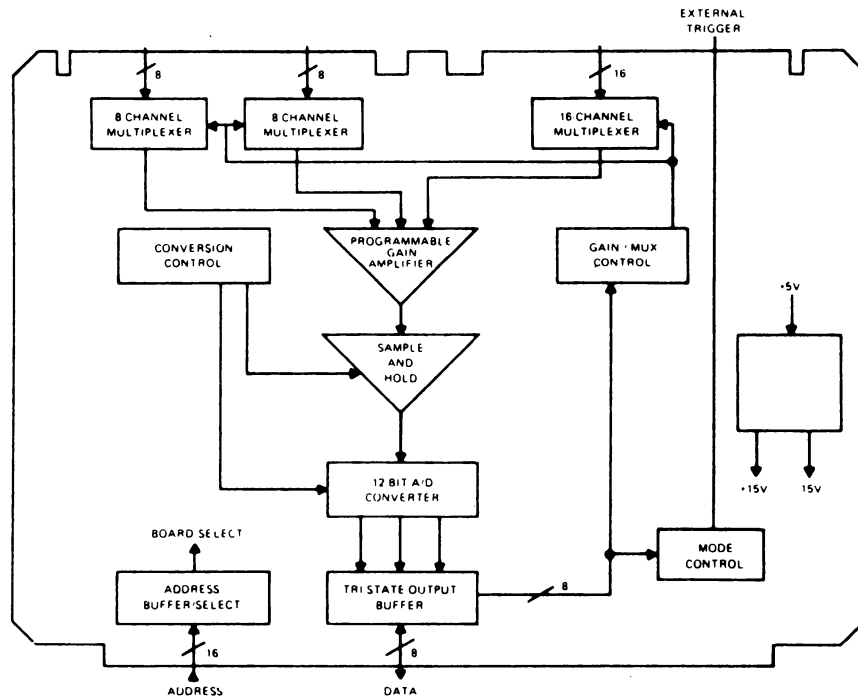 EXTERNAL
TRIGGER
8
8
16
8 CHANNEL
MULTIPLEXER
8 CHANNEL
MULTIPLEXER
16 CHANNEL
MULTIPLEXER
CONVERSION
CONTROL
PROGRAMMABLE
GAIN
AMPLIFIER
GAIN / MUX
CONTROL
+5V
SAMPLE
AND
HOLD
+15V
15V
12 BIT A/D
CONVERTER
BOARD SELECT
MODE
CONTROL
ADDRESS
BUFFER/SELECT
TRI STATE OUTPUT
BUFFER
8
16
8
ADDRESS
DATA